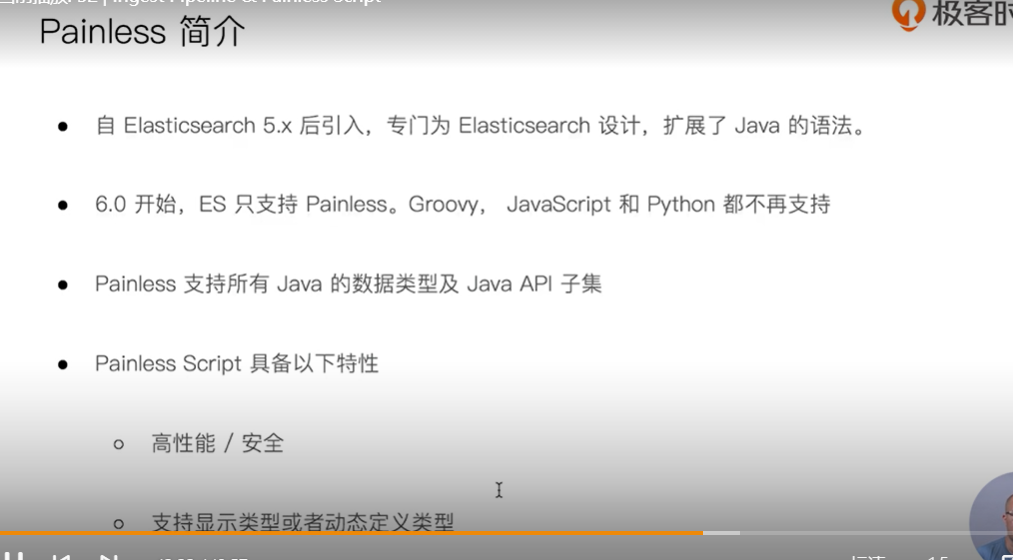 | Ingest Pipeline & Painless Script
Painless 简介
极客时
自 Elasticsearch 5.x 后引入，专门为 Elasticsearch 设计，扩展了 Java 的语法。
6.0 开始，ES 只支持 Painless。Groovy， JavaScript 和 Python 都不再支持
Painless 支持所有 Java 的数据类型及 Java API 子集
Painless Script 具备以下特性
高性能 / 安全
支持显示类型或者动态定义类型